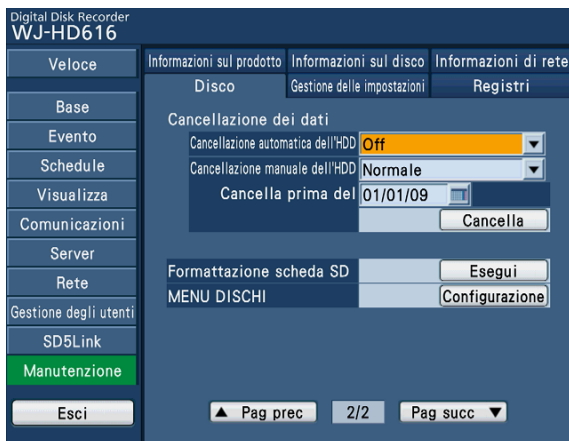 Digital Disk Recorder
WJ-HD616
Veloce
Base
Evento
Schedule
Visualizza
Comunicazioni
Server
Rete
Gestione degli utenti
SD5Link
Manutenzione
Esci
Informazioni sul prodotto Informazioni sul disco Informazioni di rete
Disco Gestione delle impostazioni Registri
Cancellazione dei dati
Cancellazione automatica dell'HDD Off
Cancellazione manuale dell'HDD Normale
Cancella prima del 01/01/09
Cancella
Formattazione scheda SD Esegui
MENU DISCHI Configurazione
▲ Pag prec 2/2 Pag succ ▼